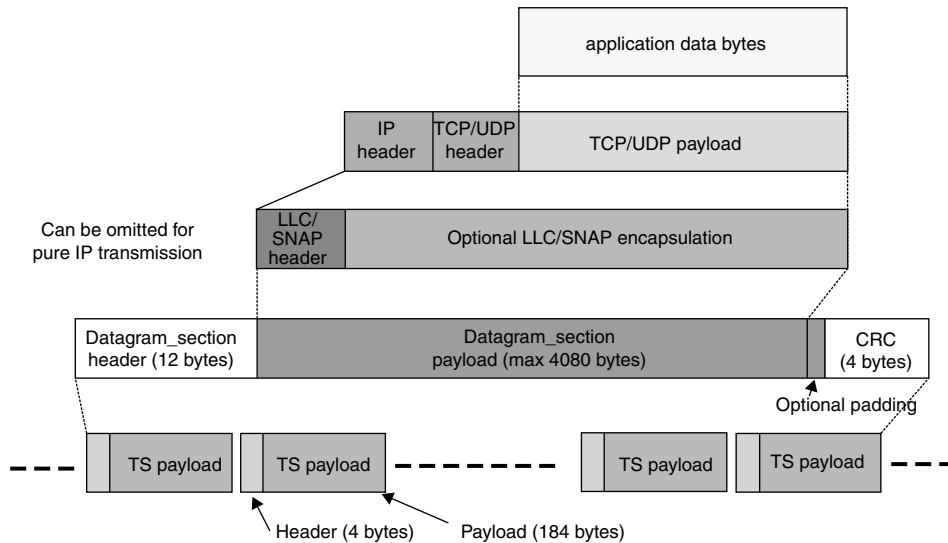 application data bytes
IP
header
TCP/UDP
header
TCP/UDP payload
Can be omitted for
pure IP transmission
LLC/
SNAP
header
Optional LLC/SNAP encapsulation
Datagram_section
header (12 bytes)
Datagram_section
payload (max 4080 bytes)
CRC
(4 bytes)
Optional padding
TS payload
TS payload
TS payload
TS payload
Header (4 bytes)
Payload (184 bytes)